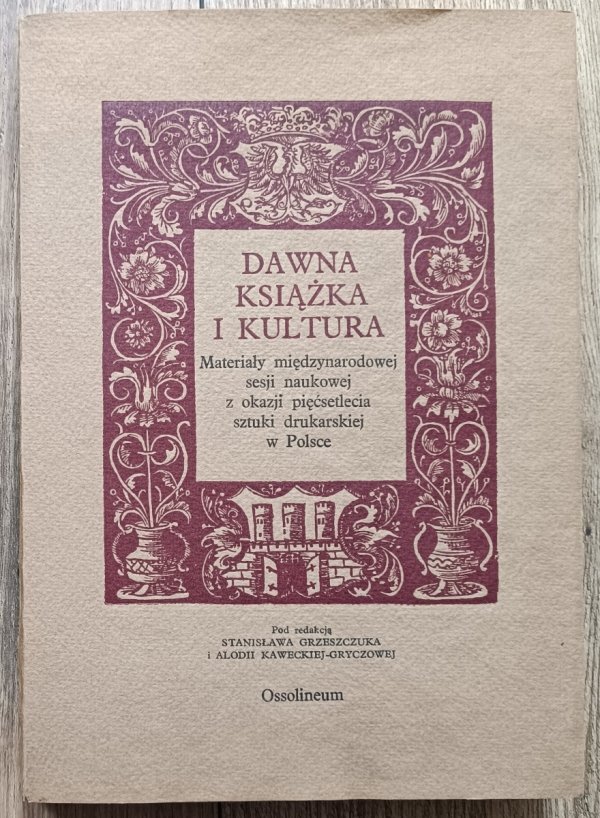 DAWNA
KSIĄŻKA
I KULTURA
Materiały międzynarodowej
sesji naukowej
z okazji pięćsetlecia
sztuki drukarskiej
w Polsce
Pod redakcją
STANISŁAWA GRZESZCZUKA
i ALODII KAWECKIEJ-GRYCZOWEJ
Ossolineum